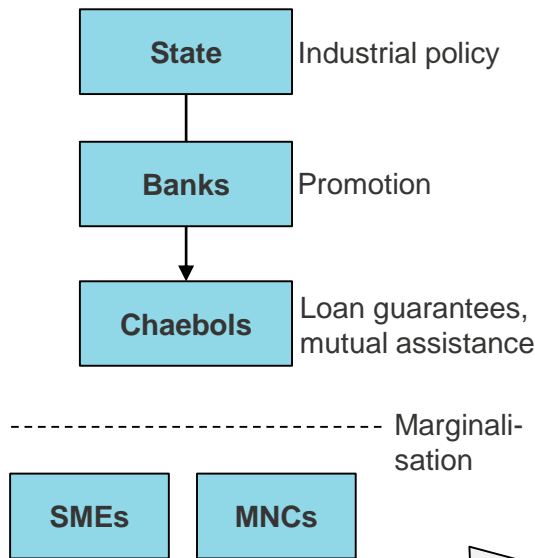 State
Industrial policy
Banks
Promotion
Chaebols
Loan guarantees,
mutual assistance
Marginali-
sation
SMEs
MNCs